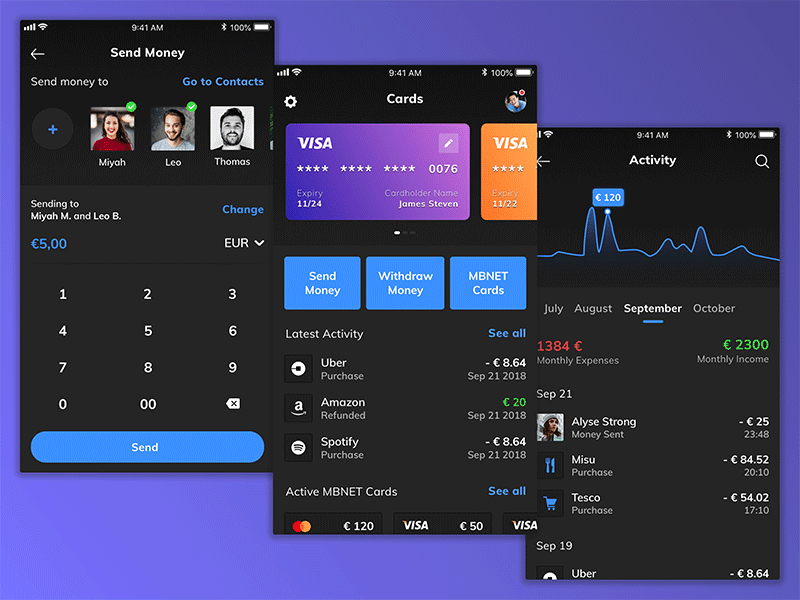 9:41 AM
100%
Send Money
Send money to
Go to Contacts
+
Miyah
Leo
Thomas
Sending to
Miyah M. and Leo B.
Change
€5,00
EUR
1 2 3
4 5 6
7 8 9
0 00
Send
9:41 AM
100%
Cards
VISA
**** **** **** 0076
Expiry
11/24
Cardholder Name
James Steven
VISA
****
Expiry
11/22
Send
Money
Withdraw
Money
MBNET
Cards
Latest Activity
See all
Uber
Purchase
- € 8.64
Sep 21 2018
a
Amazon
Refunded
€ 20
Sep 21 2018
Spotify
Purchase
- € 8.64
Sep 21 2018
Active MBNET Cards
See all
€ 120
VISA
€ 50
VISA
9:41 AM
100%
Activity
€ 120
July August September October
1384 €
Monthly Expenses
€ 2300
Monthly Income
Sep 21
Alyse Strong
Money Sent
- € 25
23:48
Misu
Purchase
- € 84.52
20:10
Tesco
Purchase
- € 54.02
17:10
Sep 19
Uber
- € 8.64